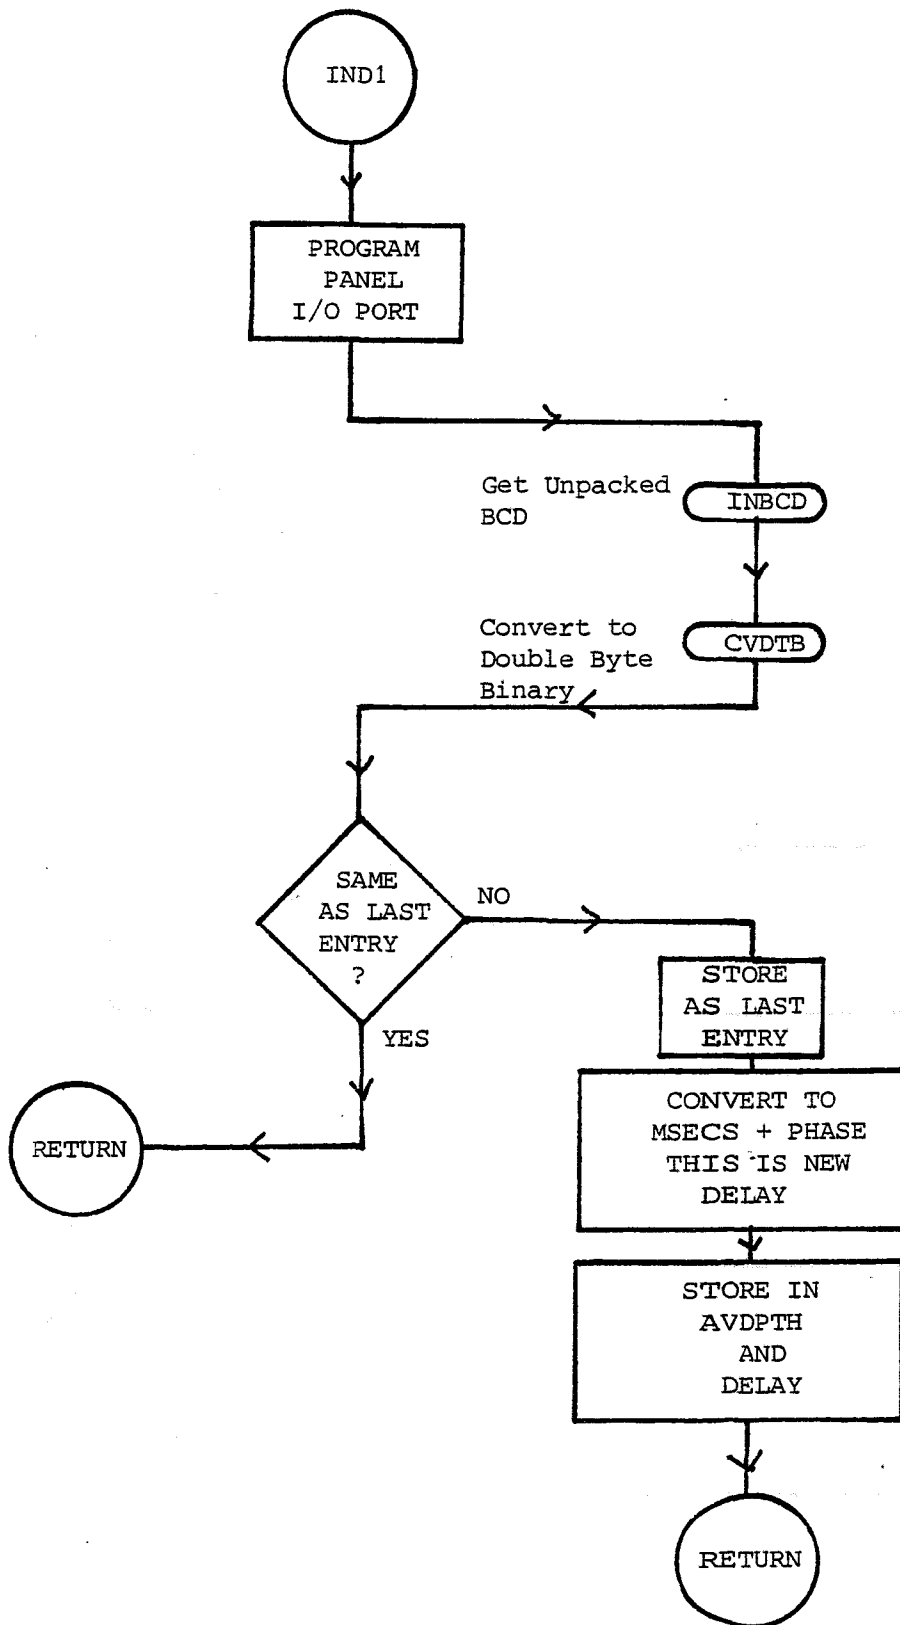 IND1
PROGRAM
PANEL
I/O PORT
Get Unpacked
BCD
INBCD
Convert to
Double Byte
Binary
CVDTB
SAME
AS LAST
ENTRY
?
NO
YES
RETURN
STORE
AS LAST
ENTRY
CONVERT TO
MSECS + PHASE
THIS IS NEW
DELAY
STORE IN
AVDPTH
AND
DELAY
RETURN